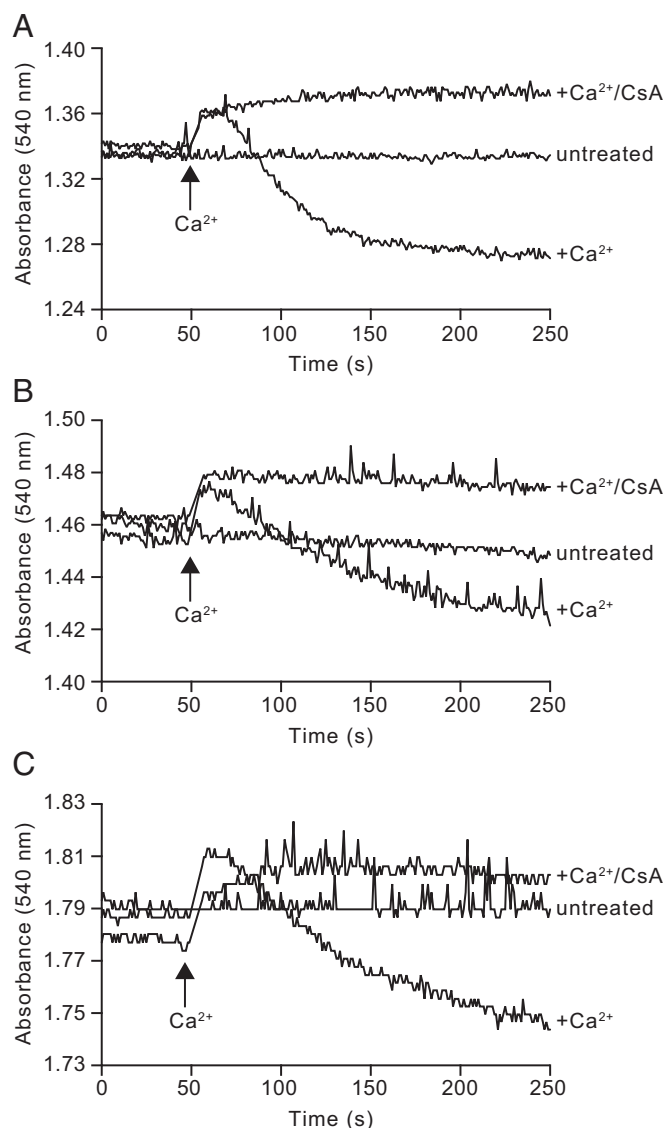 A
Absorbance (540 nm)
1.40
1.36
1.32
1.28
1.24
+Ca²⁺/CsA
untreated
+Ca²⁺
Ca²⁺
0 50 100 150 200 250
Time (s)
B
Absorbance (540 nm)
1.50
1.48
1.46
1.44
1.42
1.40
+Ca²⁺/CsA
untreated
+Ca²⁺
Ca²⁺
0 50 100 150 200 250
Time (s)
C
Absorbance (540 nm)
1.83
1.81
1.79
1.77
1.75
1.73
+Ca²⁺/CsA
untreated
+Ca²⁺
Ca²⁺
0 50 100 150 200 250
Time (s)